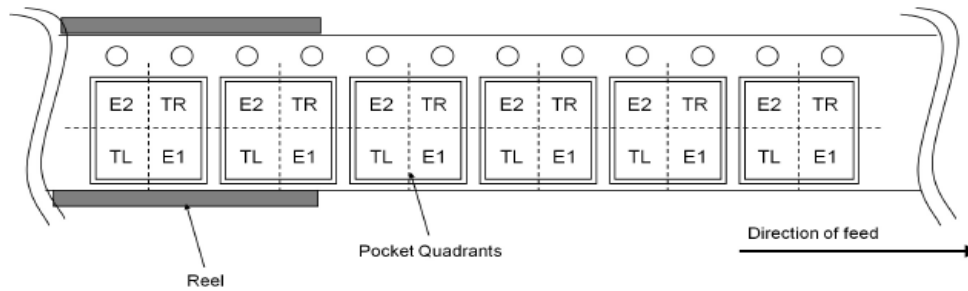 E2 TR E2 TR E2 TR E2 TR E2 TR E2 TR
TL E1 TL E1 TL E1 TL E1 TL E1 TL E1
Direction of feed
Pocket Quadrants
Reel